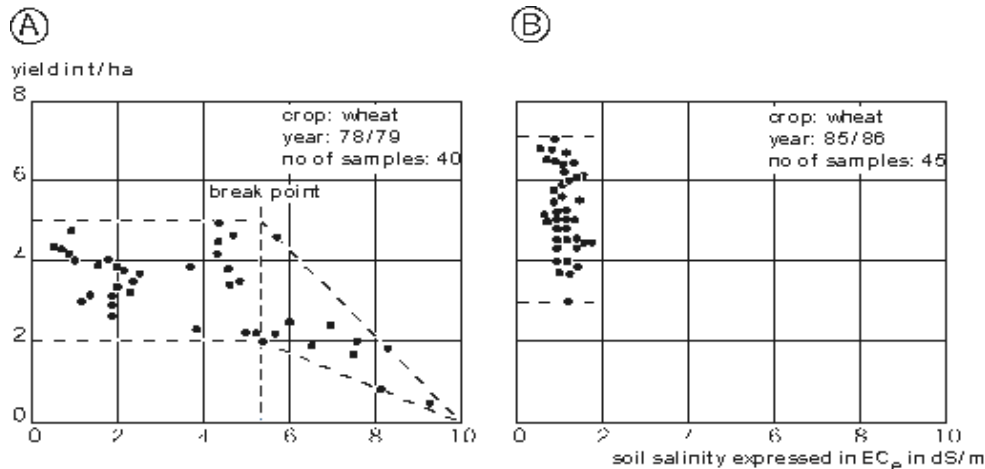 A
yield in t/ha
8
6
4
2
0
crop: wheat
year: 78/79
no of samples: 40
break point
0 2 4 6 8 10
B
crop: wheat
year: 85/86
no of samples: 45
0 2 4 6 8 10
soil salinity expressed in ECe in dS/m